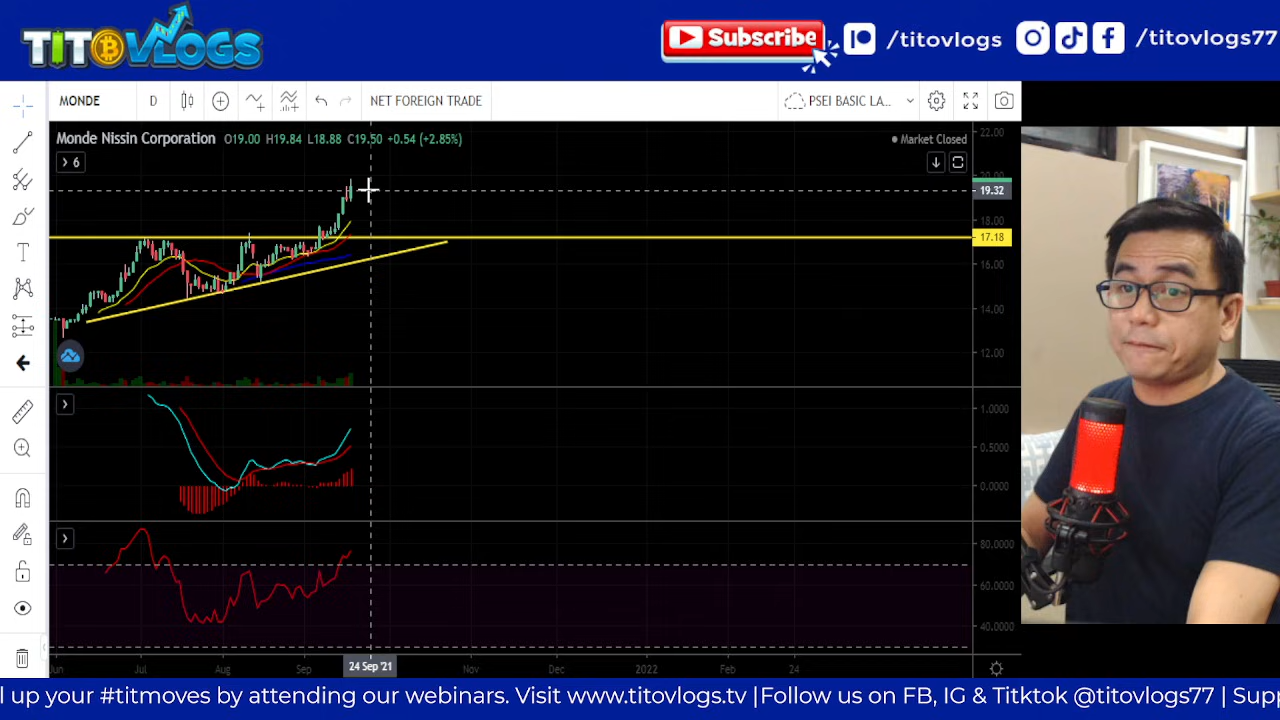 TITOVLOGS
Subscribe
/titovlogs
/titovlogs77
MONDE
D
NET FOREIGN TRADE
PSEI BASIC LA...
Monde Nissin Corporation O19.00 H19.84 L18.88 C19.50 +0.54 (+2.85%)
Market Closed
6
T
22.00
20.00
19.32
18.00
17.18
16.00
14.00
12.00
1.0000
0.5000
0.0000
80.0000
60.0000
40.0000
Jun Jul Aug Sep 24 Sep '21 Nov Dec 2022 Feb 24
l up your #titmoves by attending our webinars. Visit www.titovlogs.tv |Follow us on FB, IG & Titktok @titovlogs77 | Supp